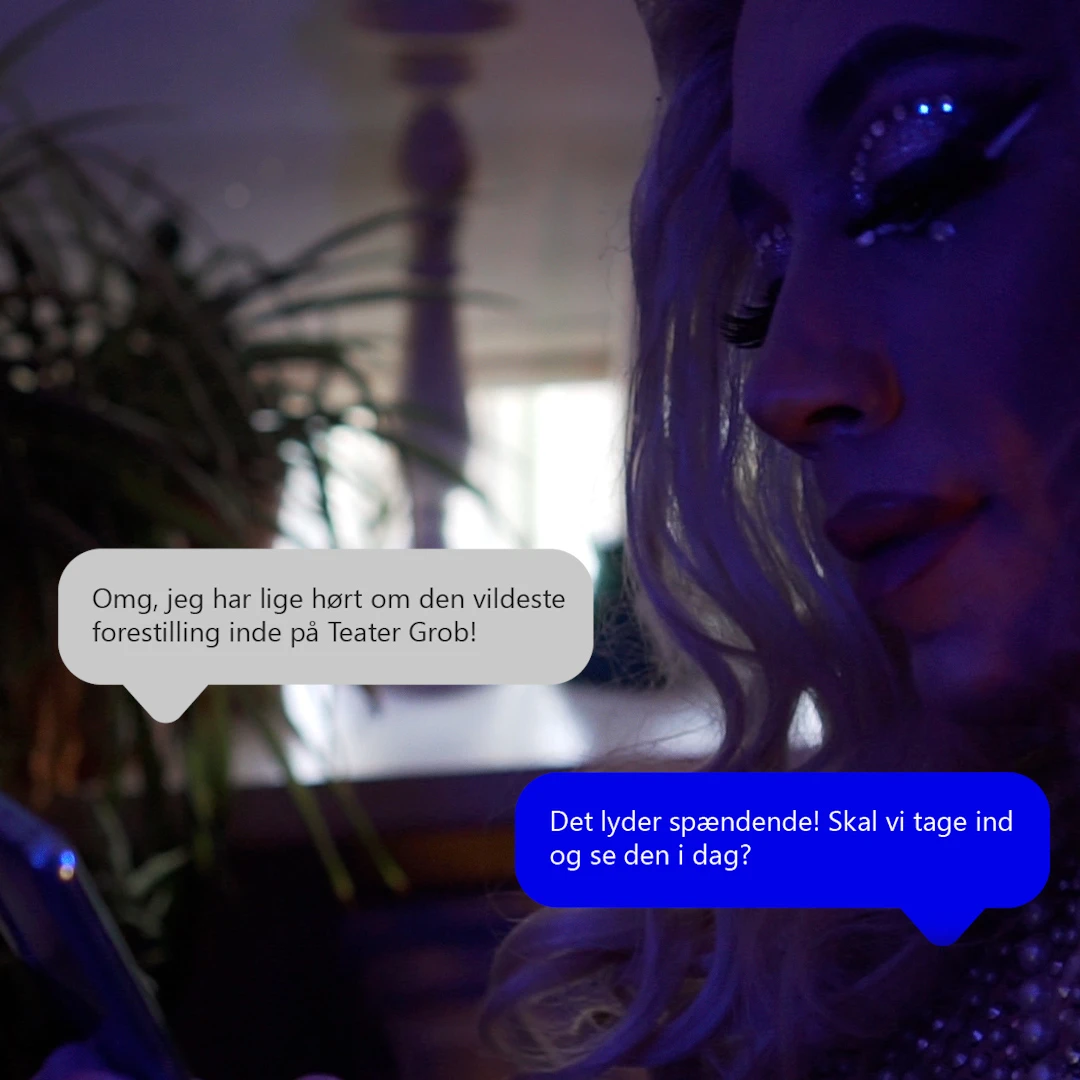 Omg, jeg har lige hørt om den vildeste
forestilling inde på Teater Grob!
Det lyder spændende! Skal vi tage ind
og se den i dag?